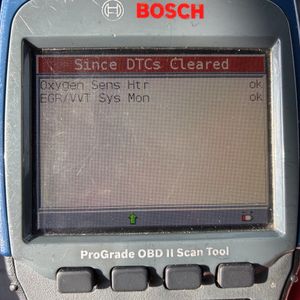 BOSCH
Since DTCs Cleared
Oxygen Sens Htr ok
EGR/VVT Sys Mon ok
ProGrade OBD II Scan Tool